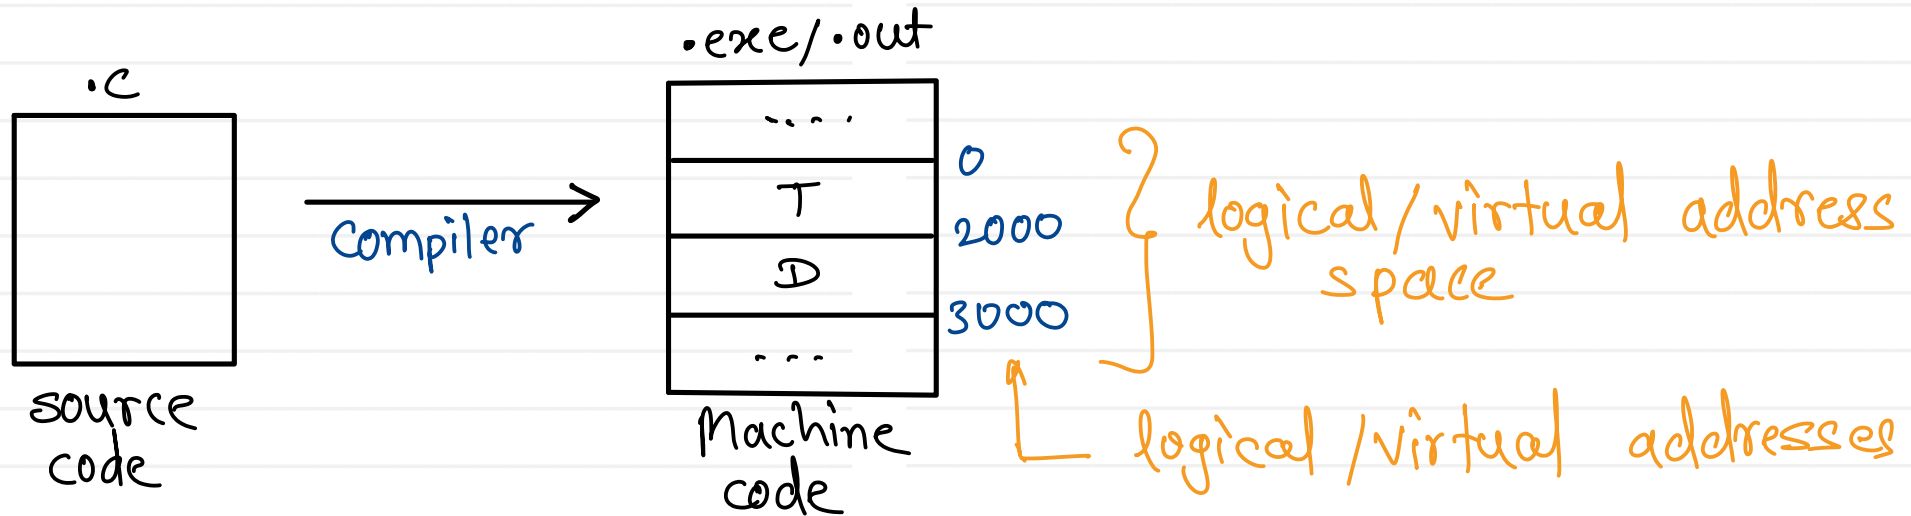 .c
source
code
Compiler
.exe/.out
....
T
D
...
Machine
code
0
2000
3000
logical/virtual address
space
logical/virtual addresses